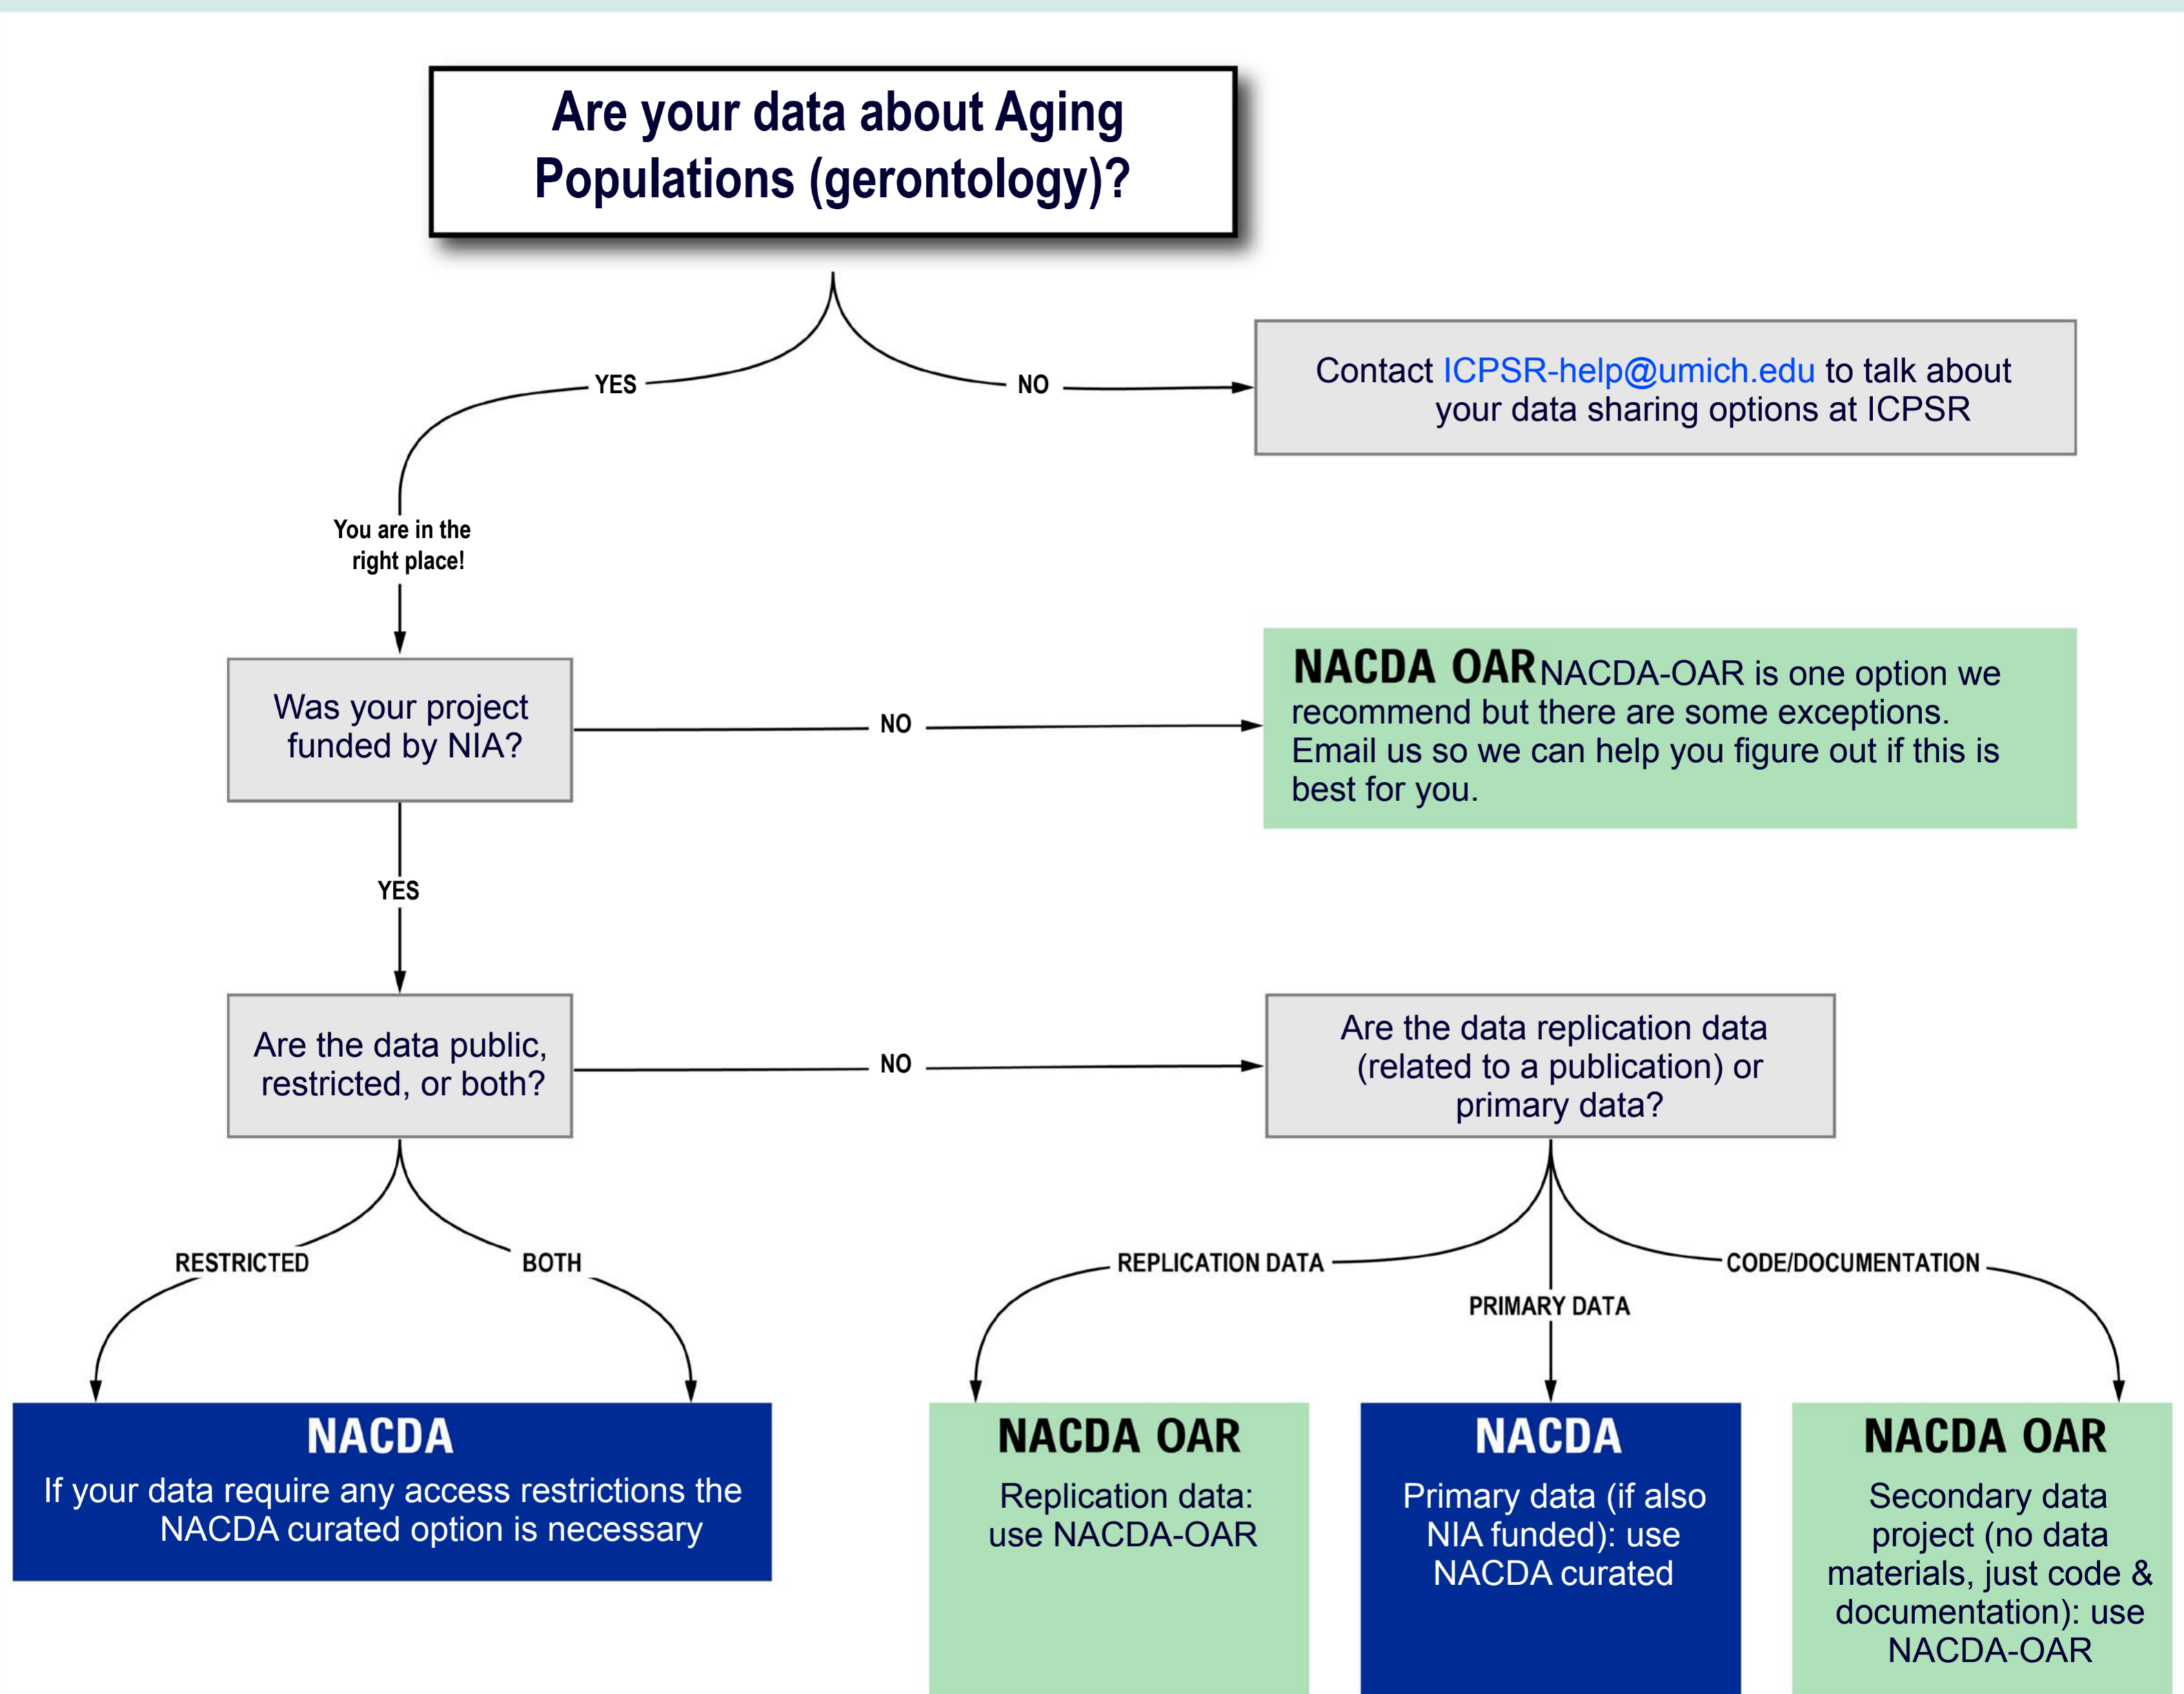 Are your data about Aging
Populations (gerontology)?
YES
NO
Contact ICPSR-help@umich.edu to talk about
your data sharing options at ICPSR
You are in the
right place!
Was your project
funded by NIA?
NO
NACDA OAR NACDA-OAR is one option we
recommend but there are some exceptions.
Email us so we can help you figure out if this is
best for you.
YES
Are the data public,
restricted, or both?
NO
Are the data replication data
(related to a publication) or
primary data?
RESTRICTED
BOTH
REPLICATION DATA
PRIMARY DATA
CODE/DOCUMENTATION
NACDA
If your data require any access restrictions the
NACDA curated option is necessary
NACDA OAR
Replication data:
use NACDA-OAR
NACDA
Primary data (if also
NIA funded): use
NACDA curated
NACDA OAR
Secondary data
project (no data
materials, just code &
documentation): use
NACDA-OAR